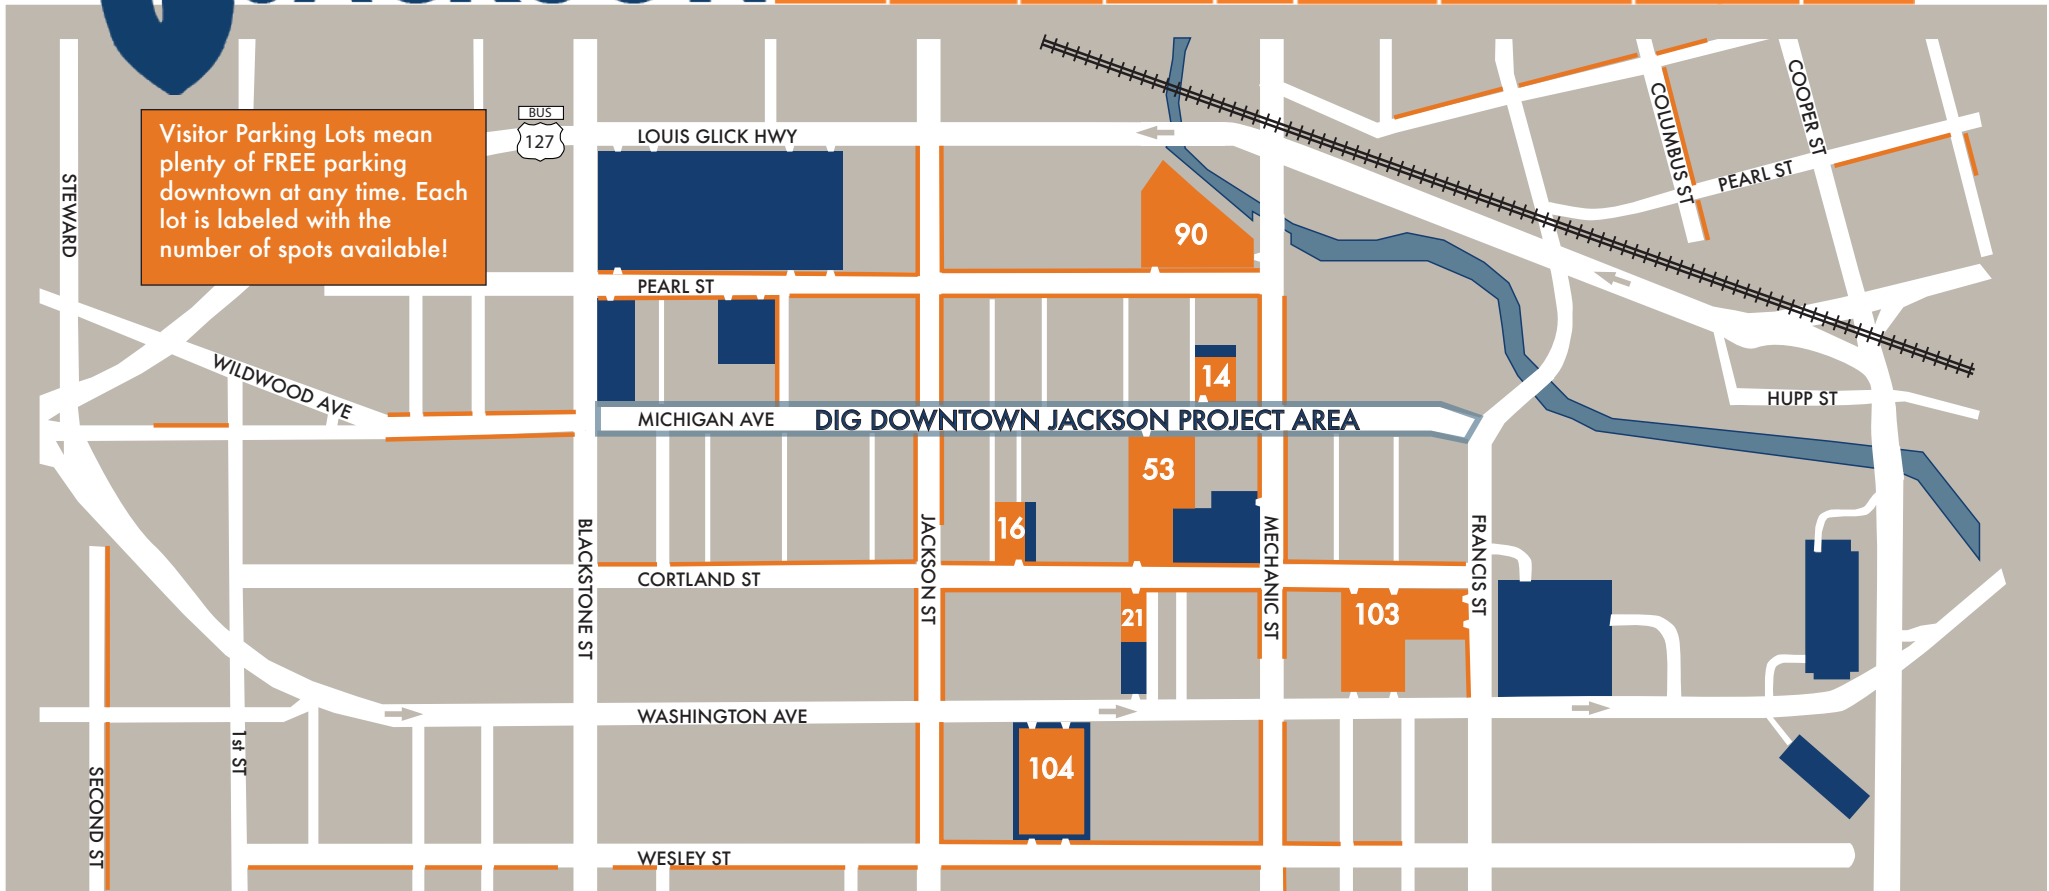 JACKSON
BUS
127
LOUIS GLICK HWY
Visitor Parking Lots mean
plenty of FREE parking
downtown at any time. Each
lot is labeled with the
number of spots available!
STEWARD
COLUMBUS ST
COOPER ST
PEARL ST
90
PEARL ST
WILDWOOD AVE
14
HUPP ST
MICHIGAN AVE
DIG DOWNTOWN JACKSON PROJECT AREA
53
16
BLACKSTONE ST
JACKSON ST
MECHANIC ST
FRANCIS ST
CORTLAND ST
21
103
WASHINGTON AVE
1st ST
104
SECOND ST
WESLEY ST